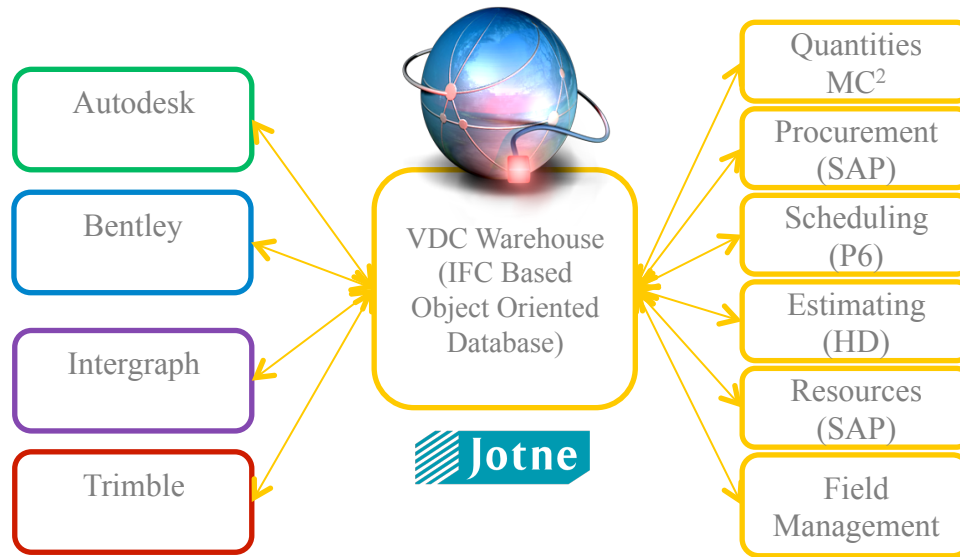 Autodesk
Bentley
Intergraph
Trimble
VDC Warehouse
(IFC Based
Object Oriented
Database)
Jotne
Quantities
MC²
Procurement
(SAP)
Scheduling
(P6)
Estimating
(HD)
Resources
(SAP)
Field
Management